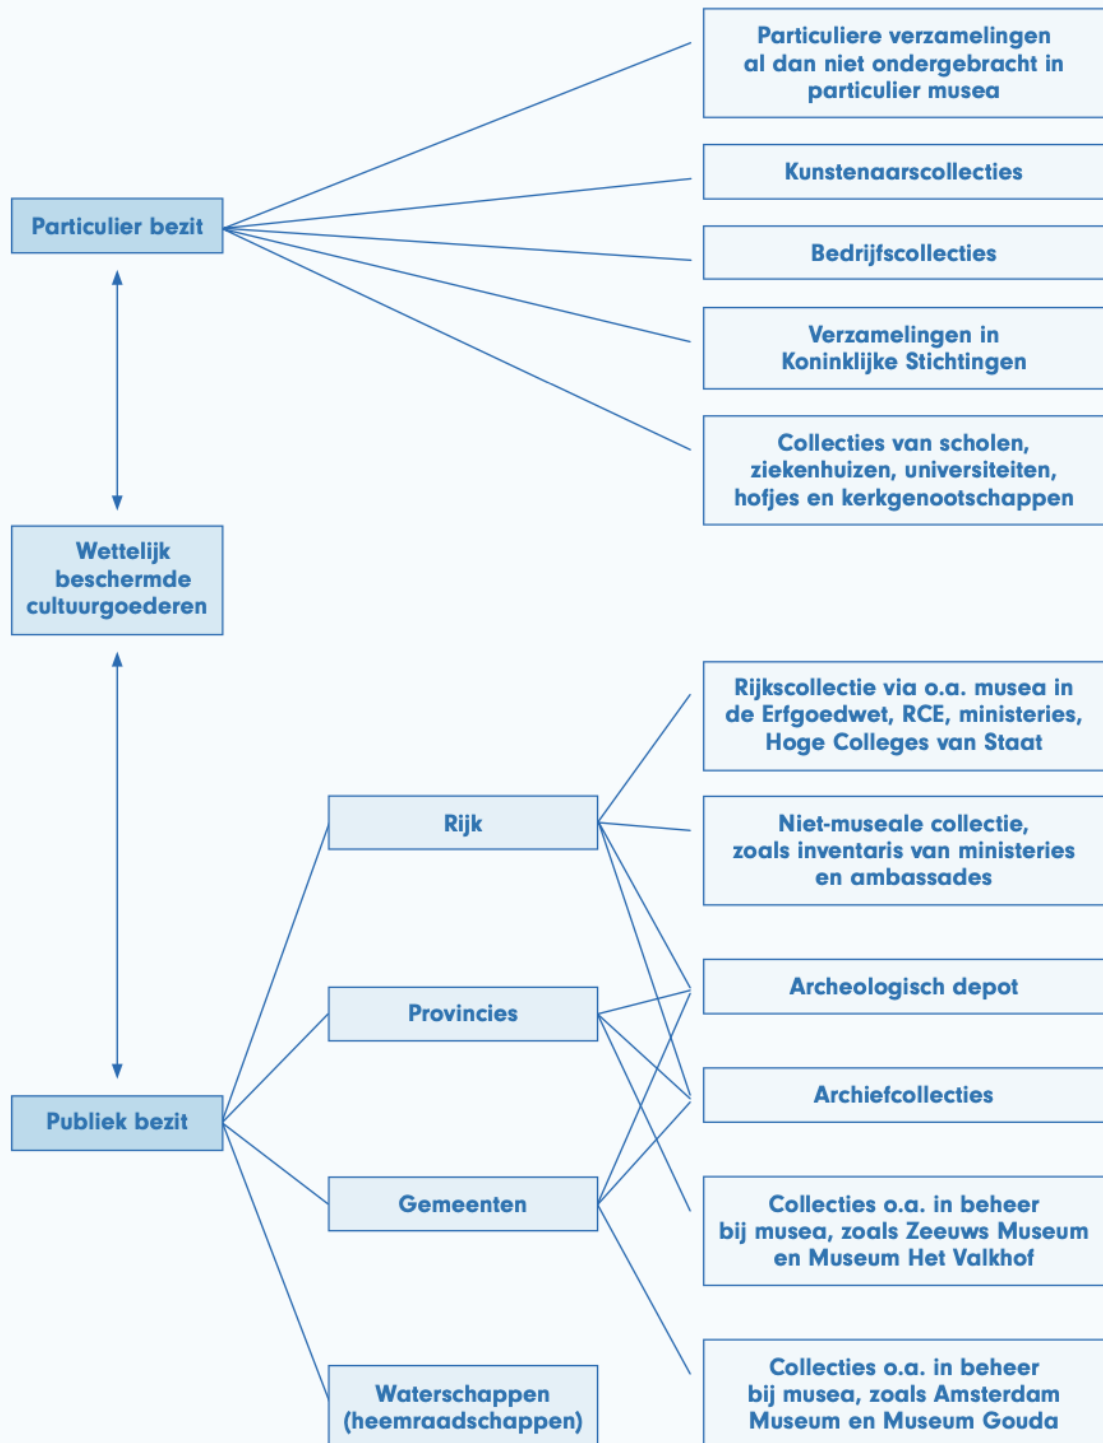 Particuliere verzamelingen
al dan niet ondergebracht in
particulier musea
Kunstenaarscollecties
Particulier bezit
Bedrijfscollecties
Verzamelingen in
Koninklijke Stichtingen
Collecties van scholen,
ziekenhuizen, universiteiten,
hofjes en kerkgenootschappen
Wettelijk
beschermde
cultuurgoederen
Rijkscollectie via o.a. musea in
de Erfgoedwet, RCE, ministeries,
Hoge Colleges van Staat
Rijk
Niet-museale collectie,
zoals inventaris van ministeries
en ambassades
Archeologisch depot
Provincies
Archiefcollecties
Publiek bezit
Gemeenten
Collecties o.a. in beheer
bij musea, zoals Zeeuws Museum
en Museum Het Valkhof
Waterschappen
(heemraadschappen)
Collecties o.a. in beheer
bij musea, zoals Amsterdam
Museum en Museum Gouda